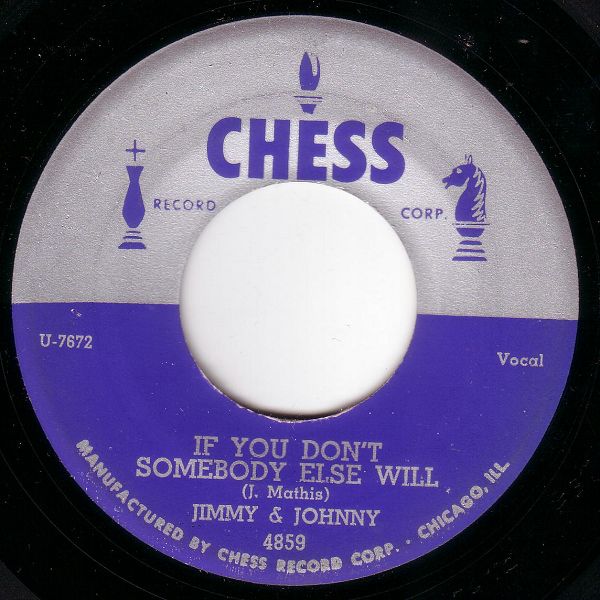 CHESS
RECORD CORP.
U-7672
Vocal
IF YOU DON'T
SOMEBODY ELSE WILL
(J. Mathis)
JIMMY & JOHNNY
4859
MANUFACTURED BY CHESS RECORD CORP. · CHICAGO, ILL